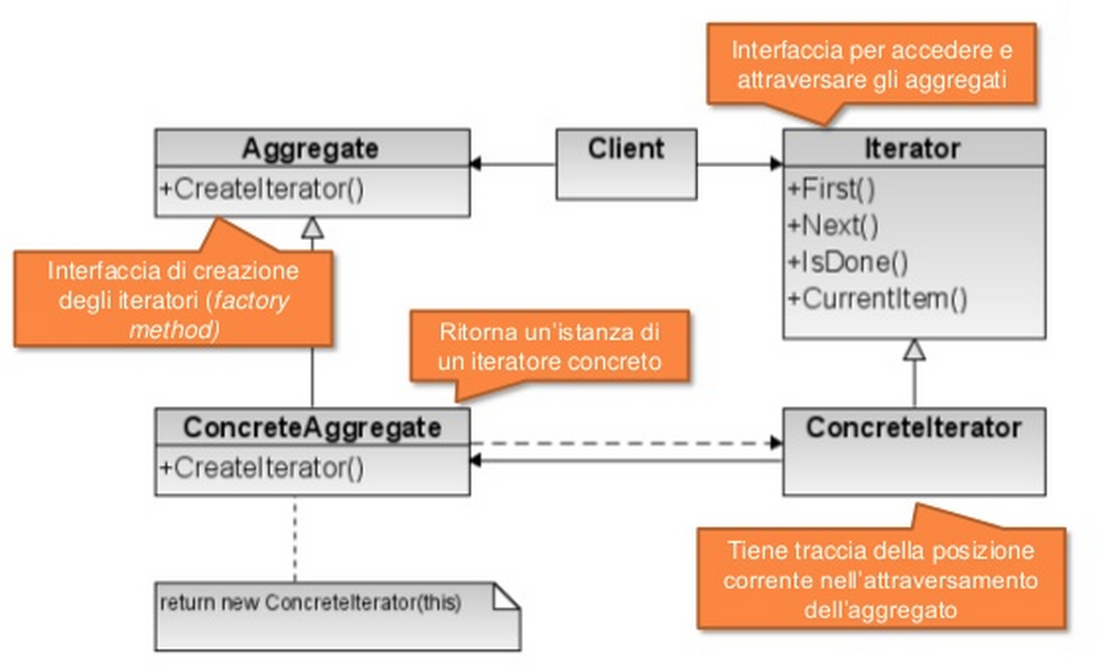 Interfaccia per accedere e
attraversare gli aggregati
Aggregate
+CreateIterator()
Client
Iterator
+First()
+Next()
+IsDone()
+CurrentItem()
Interfaccia di creazione
degli iteratori (factory
method)
Ritorna un'istanza di
un iteratore concreto
ConcreteAggregate
+CreateIterator()
ConcreteIterator
Tiene traccia della posizione
corrente nell'attraversamento
dell'aggregato
return new ConcreteIterator(this)